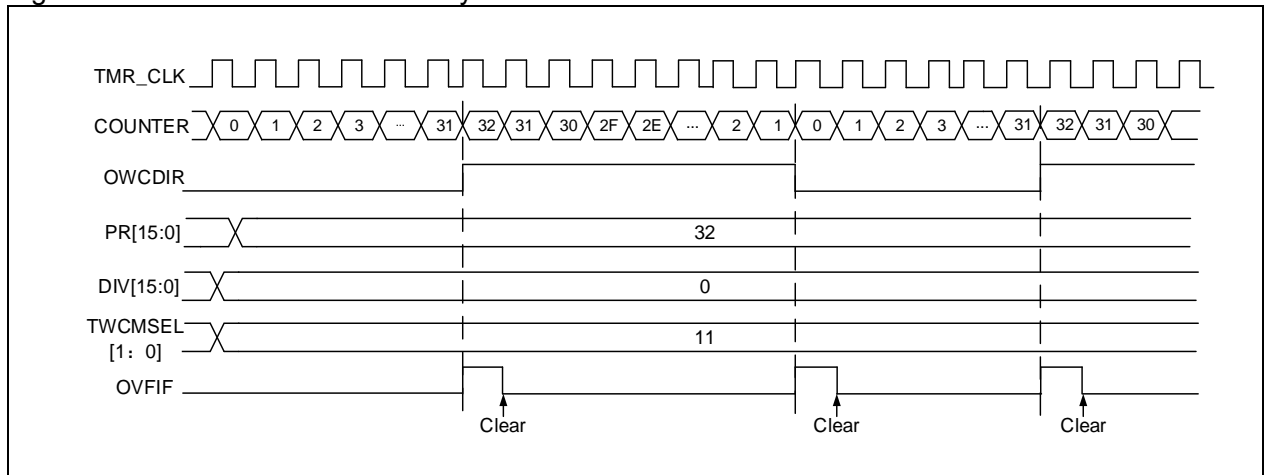 TMR_CLK
COUNTER 0 1 2 3 ... 31 32 31 30 2F 2E ... 2 1 0 1 2 3 ... 31 32 31 30
OWCDIR
PR[15:0] 32
DIV[15:0] 0
TWCMSEL
[1：0] 11
OVFIF
Clear Clear Clear